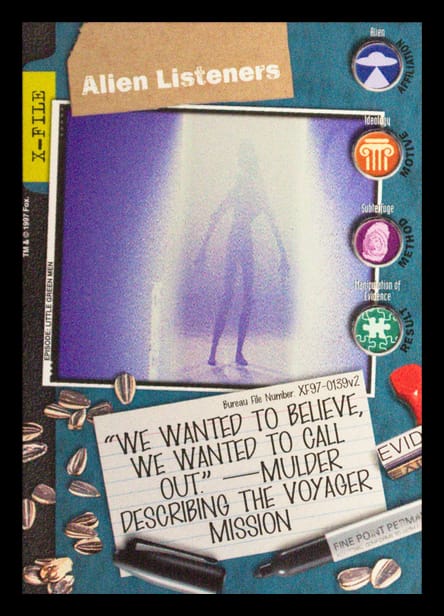 Alien Listeners
X-FILE
TM & © 1997 Fox.
EPISODE: LITTLE GREEN MEN
Alien
AFFILIATION
Ideology
MOTIVE
Subterfuge
METHOD
Manipulation of
Evidence
RESULT
Bureau File Number: XF97-0139v2
“WE WANTED TO BELIEVE,
WE WANTED TO CALL
OUT.” —MULDER
DESCRIBING THE VOYAGER
MISSION
EVID
FINE POINT PERMA